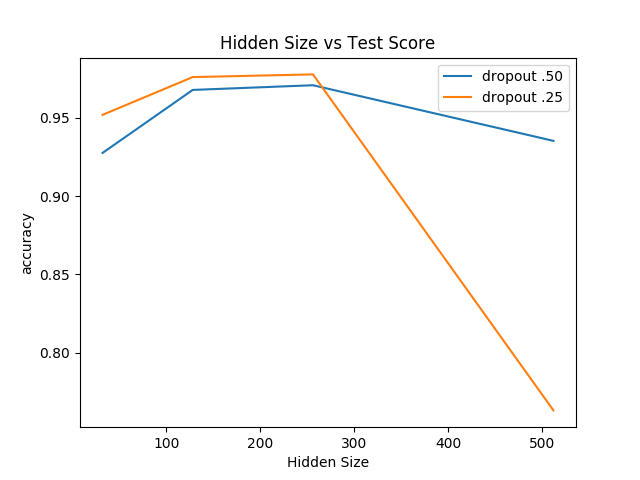 Hidden Size vs Test Score
dropout .50
dropout .25
accuracy
0.95
0.90
0.85
0.80
100 200 300 400 500
Hidden Size